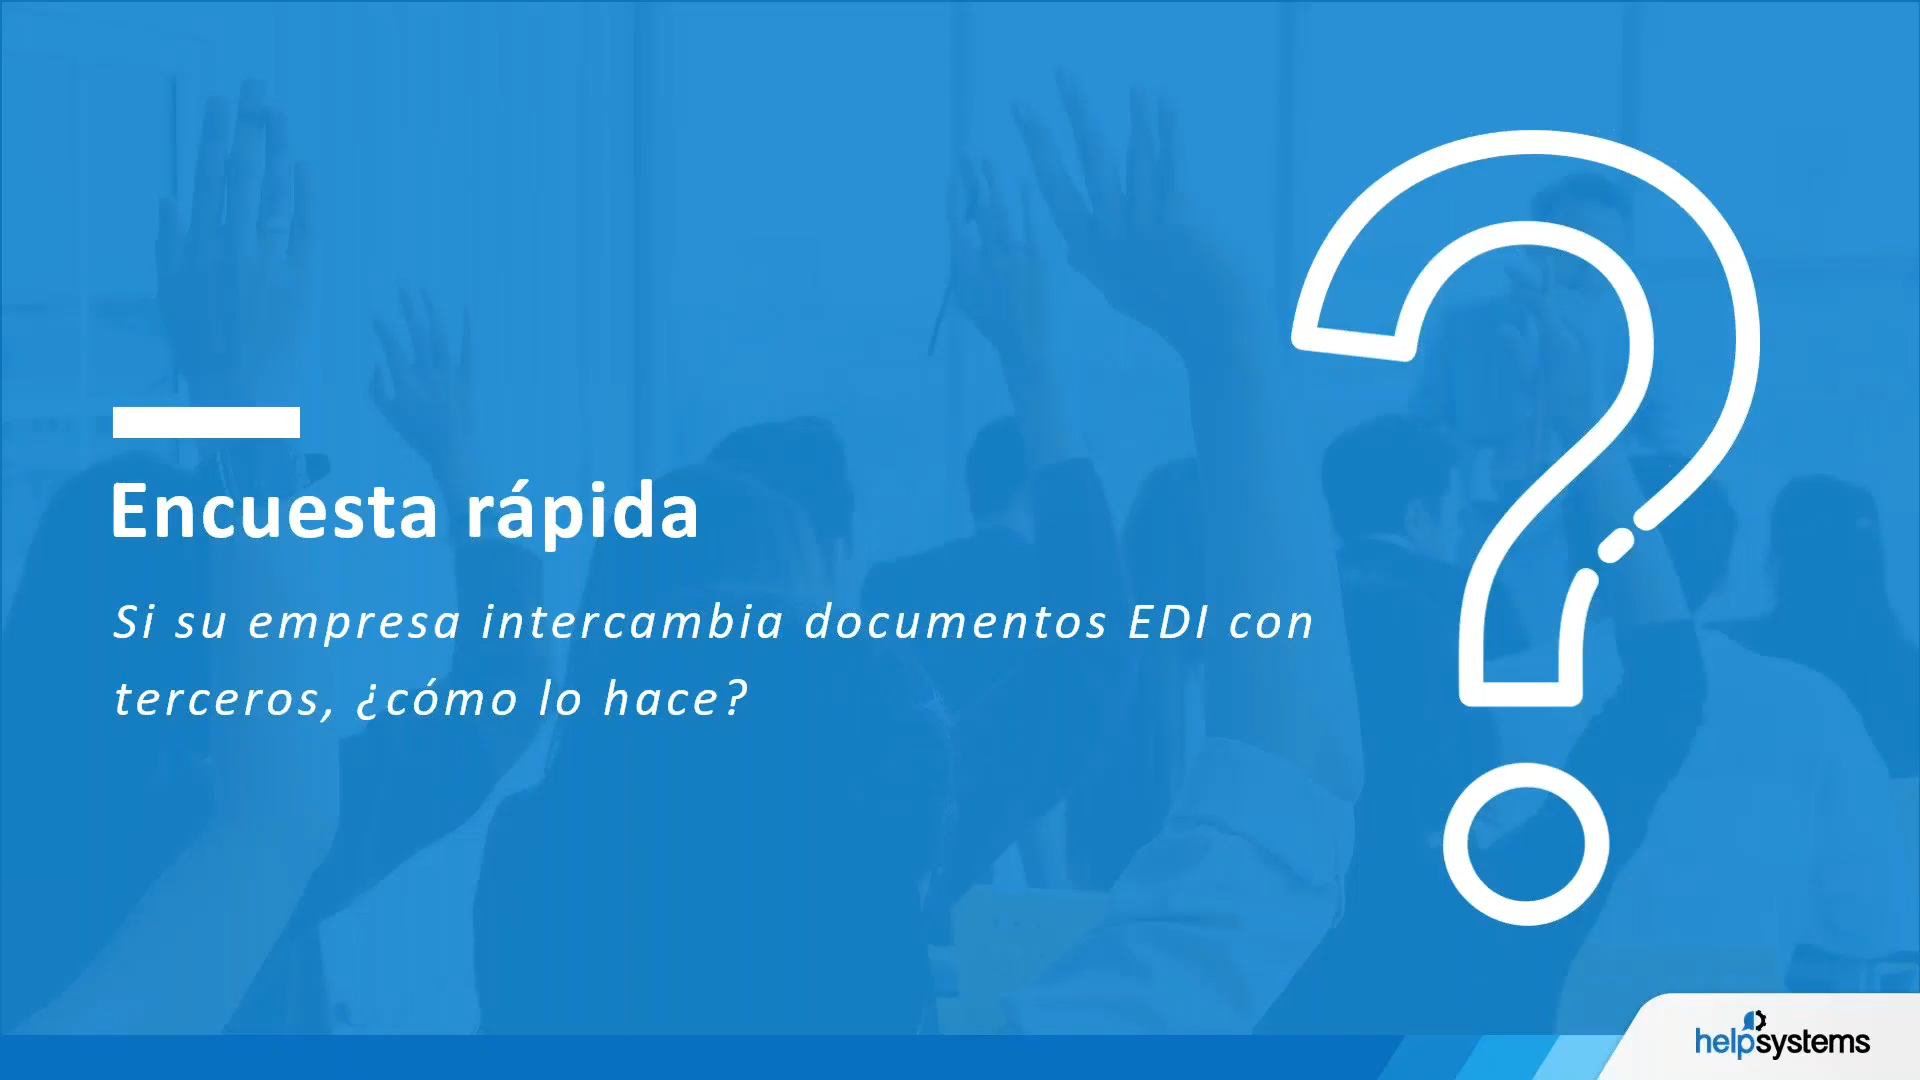 Encuesta rápida
Si su empresa intercambia documentos EDI con
terceros, ¿cómo lo hace?
helpsystems